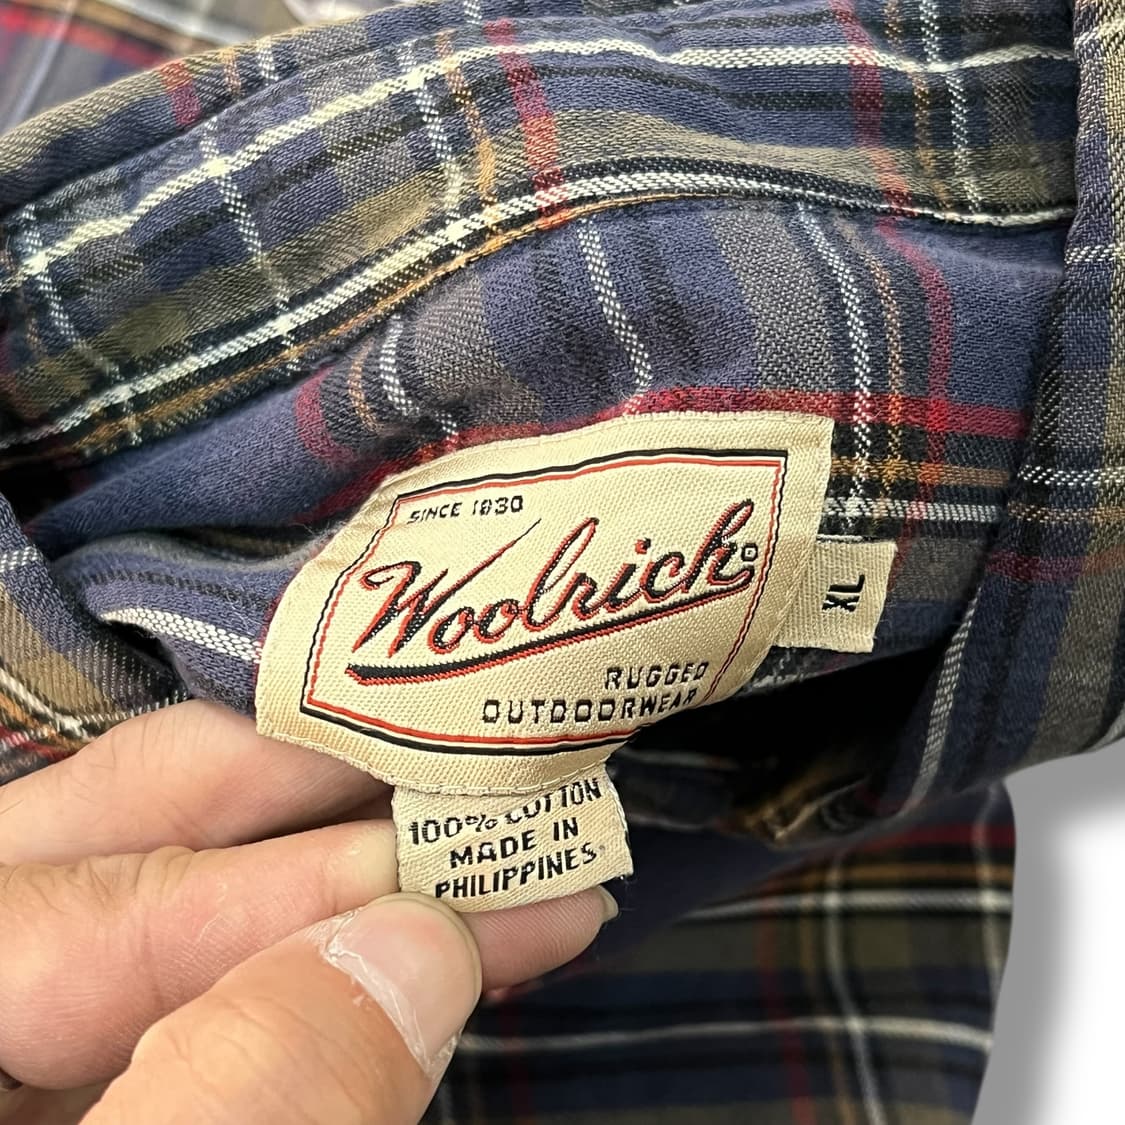 SINCE 1830
Woolrich®
RUGGED
OUTDOORWEAR
XL
100% COTTON
MADE IN
PHILIPPINES